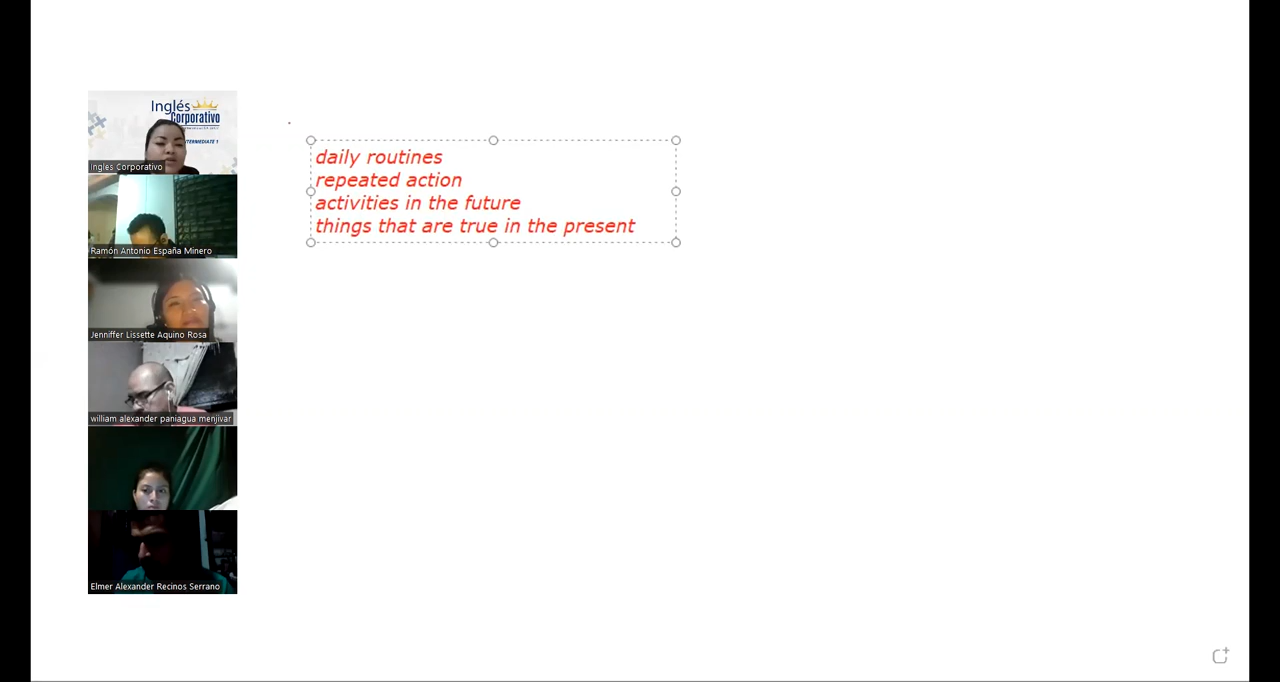 Inglés
Corporativo
INTERMEDIATE 1
Ingles Corporativo
Ramón Antonio España Minero
Jenniffer Lissette Aquino Rosa
william alexander paniagua menjivar
Elmer Alexander Recinos Serrano
daily routines
repeated action
activities in the future
things that are true in the present